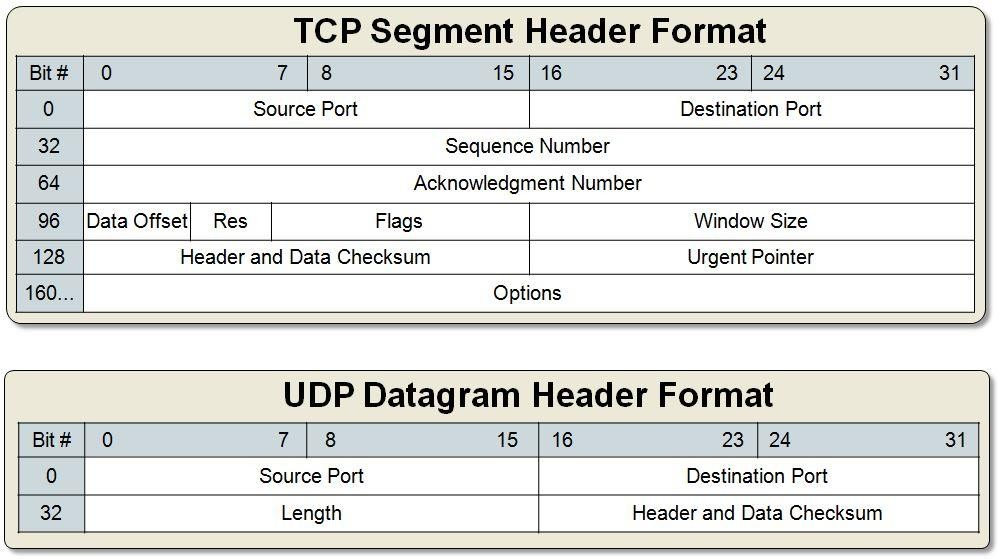 TCP Segment Header Format
Bit # 0 7 8 15 16 23 24 31
0 Source Port Destination Port
32 Sequence Number
64 Acknowledgment Number
96 Data Offset Res Flags Window Size
128 Header and Data Checksum Urgent Pointer
160... Options
UDP Datagram Header Format
Bit # 0 7 8 15 16 23 24 31
0 Source Port Destination Port
32 Length Header and Data Checksum